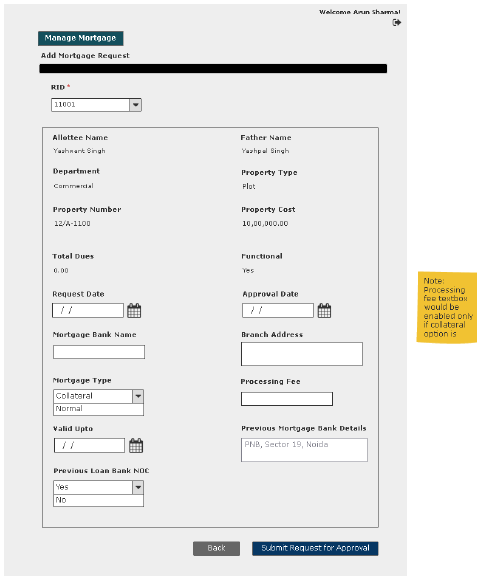 Welcome Arun Sharma!
Manage Mortgage
Add Mortgage Request
RID *
11001
Allottee Name
Father Name
Yashwant Singh
Yashpal Singh
Department
Property Type
Commercial
Plot
Property Number
Property Cost
12/A-1100
10,00,000.00
Total Dues
Functional
0.00
Yes
Request Date
Approval Date
/ /
/ /
Mortgage Bank Name
Branch Address
Mortgage Type
Processing Fee
Collateral
Normal
Valid Upto
Previous Mortgage Bank Details
/ /
PNB, Sector 19, Noida
Previous Loan Bank NOC
Yes
No
Back
Submit Request for Approval
Note:
Processing
fee textbox
would be
enabled only
if collateral
option is